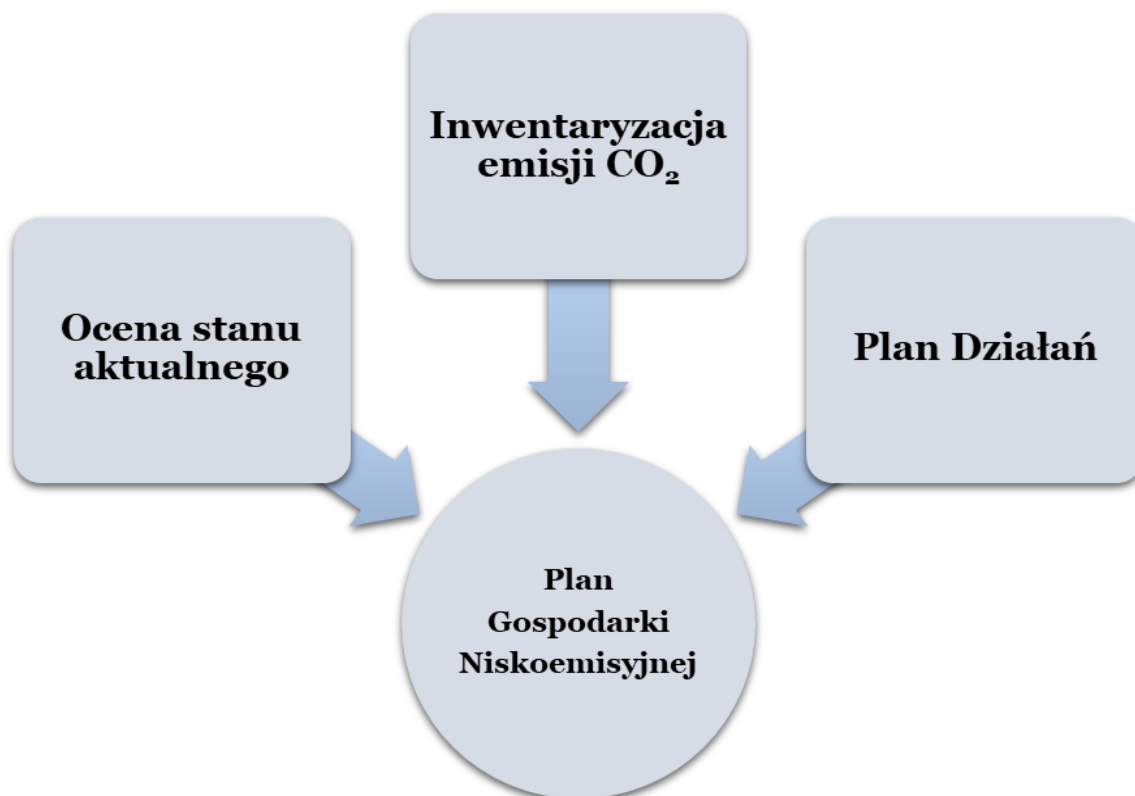 Inwentaryzacja
emisji CO₂
Ocena stanu
aktualnego
Plan Działań
Plan
Gospodarki
Niskoemisyjnej